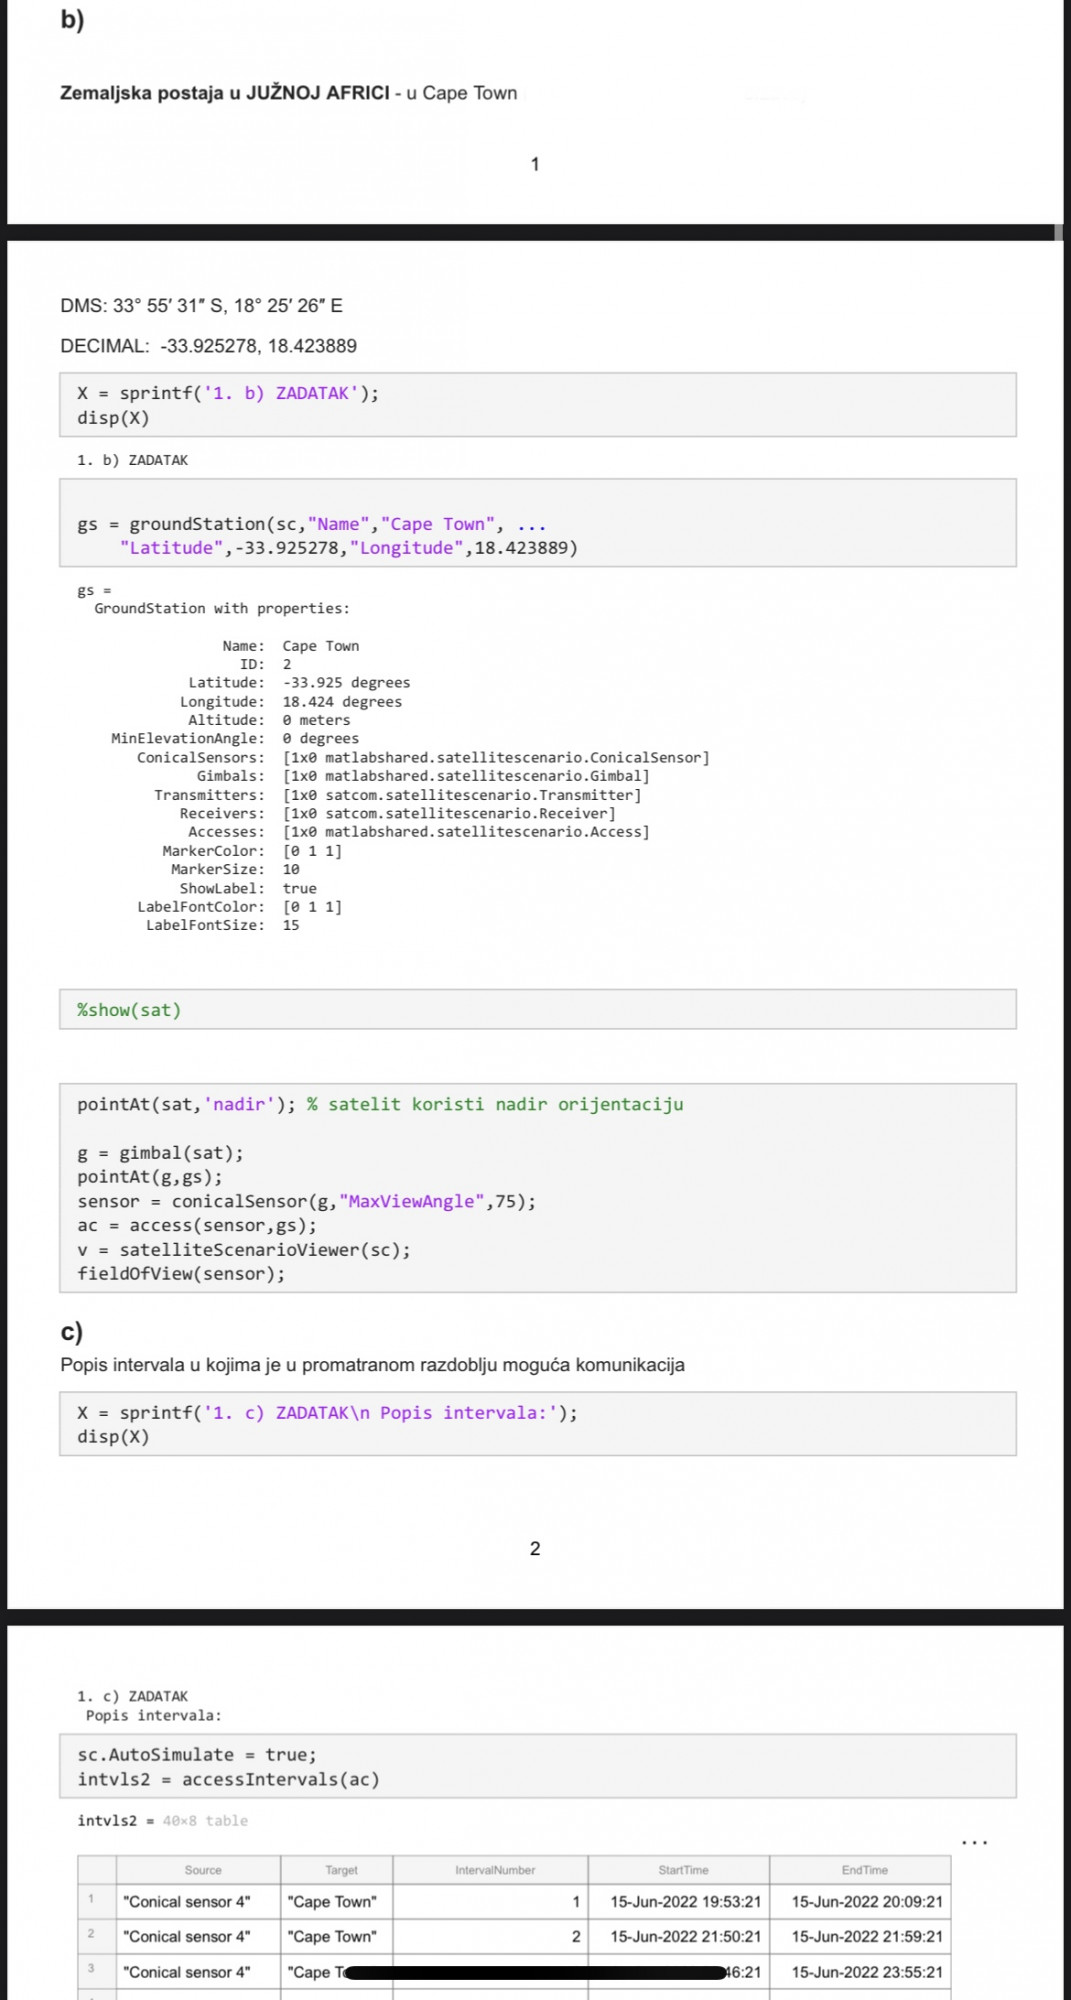 b)
Zemaljska postaja u JUŽNOJ AFRICI - u Cape Town
1
DMS: 33° 55′ 31″ S, 18° 25′ 26″ E
DECIMAL:  -33.925278, 18.423889
X = sprintf('1. b) ZADATAK');
disp(X)
1. b) ZADATAK
gs = groundStation(sc,"Name","Cape Town", ...
"Latitude",-33.925278,"Longitude",18.423889)
gs =
GroundStation with properties:
Name:  Cape Town
ID:  2
Latitude:  -33.925 degrees
Longitude:  18.424 degrees
Altitude:  0 meters
MinElevationAngle:  0 degrees
ConicalSensors:  [1x0 matlabshared.satellitescenario.ConicalSensor]
Gimbals:  [1x0 matlabshared.satellitescenario.Gimbal]
Transmitters:  [1x0 satcom.satellitescenario.Transmitter]
Receivers:  [1x0 satcom.satellitescenario.Receiver]
Accesses:  [1x0 matlabshared.satellitescenario.Access]
MarkerColor:  [0 1 1]
MarkerSize:  10
ShowLabel:  true
LabelFontColor:  [0 1 1]
LabelFontSize:  15
%show(sat)
pointAt(sat,'nadir'); % satelit koristi nadir orijentaciju
g = gimbal(sat);
pointAt(g,gs);
sensor = conicalSensor(g,"MaxViewAngle",75);
ac = access(sensor,gs);
v = satelliteScenarioViewer(sc);
fieldOfView(sensor);
c)
Popis intervala u kojima je u promatranom razdoblju moguća komunikacija
X = sprintf('1. c) ZADATAK\n Popis intervala:');
disp(X)
2
1. c) ZADATAK
Popis intervala:
sc.AutoSimulate = true;
intvls2 = accessIntervals(ac)
intvls2 = 40×8 table
...
Source Target IntervalNumber StartTime EndTime
1 "Conical sensor 4" "Cape Town" 1 15-Jun-2022 19:53:21 15-Jun-2022 20:09:21
2 "Conical sensor 4" "Cape Town" 2 15-Jun-2022 21:50:21 15-Jun-2022 21:59:21
3 "Conical sensor 4" "Cape 46:21 15-Jun-2022 23:55:21